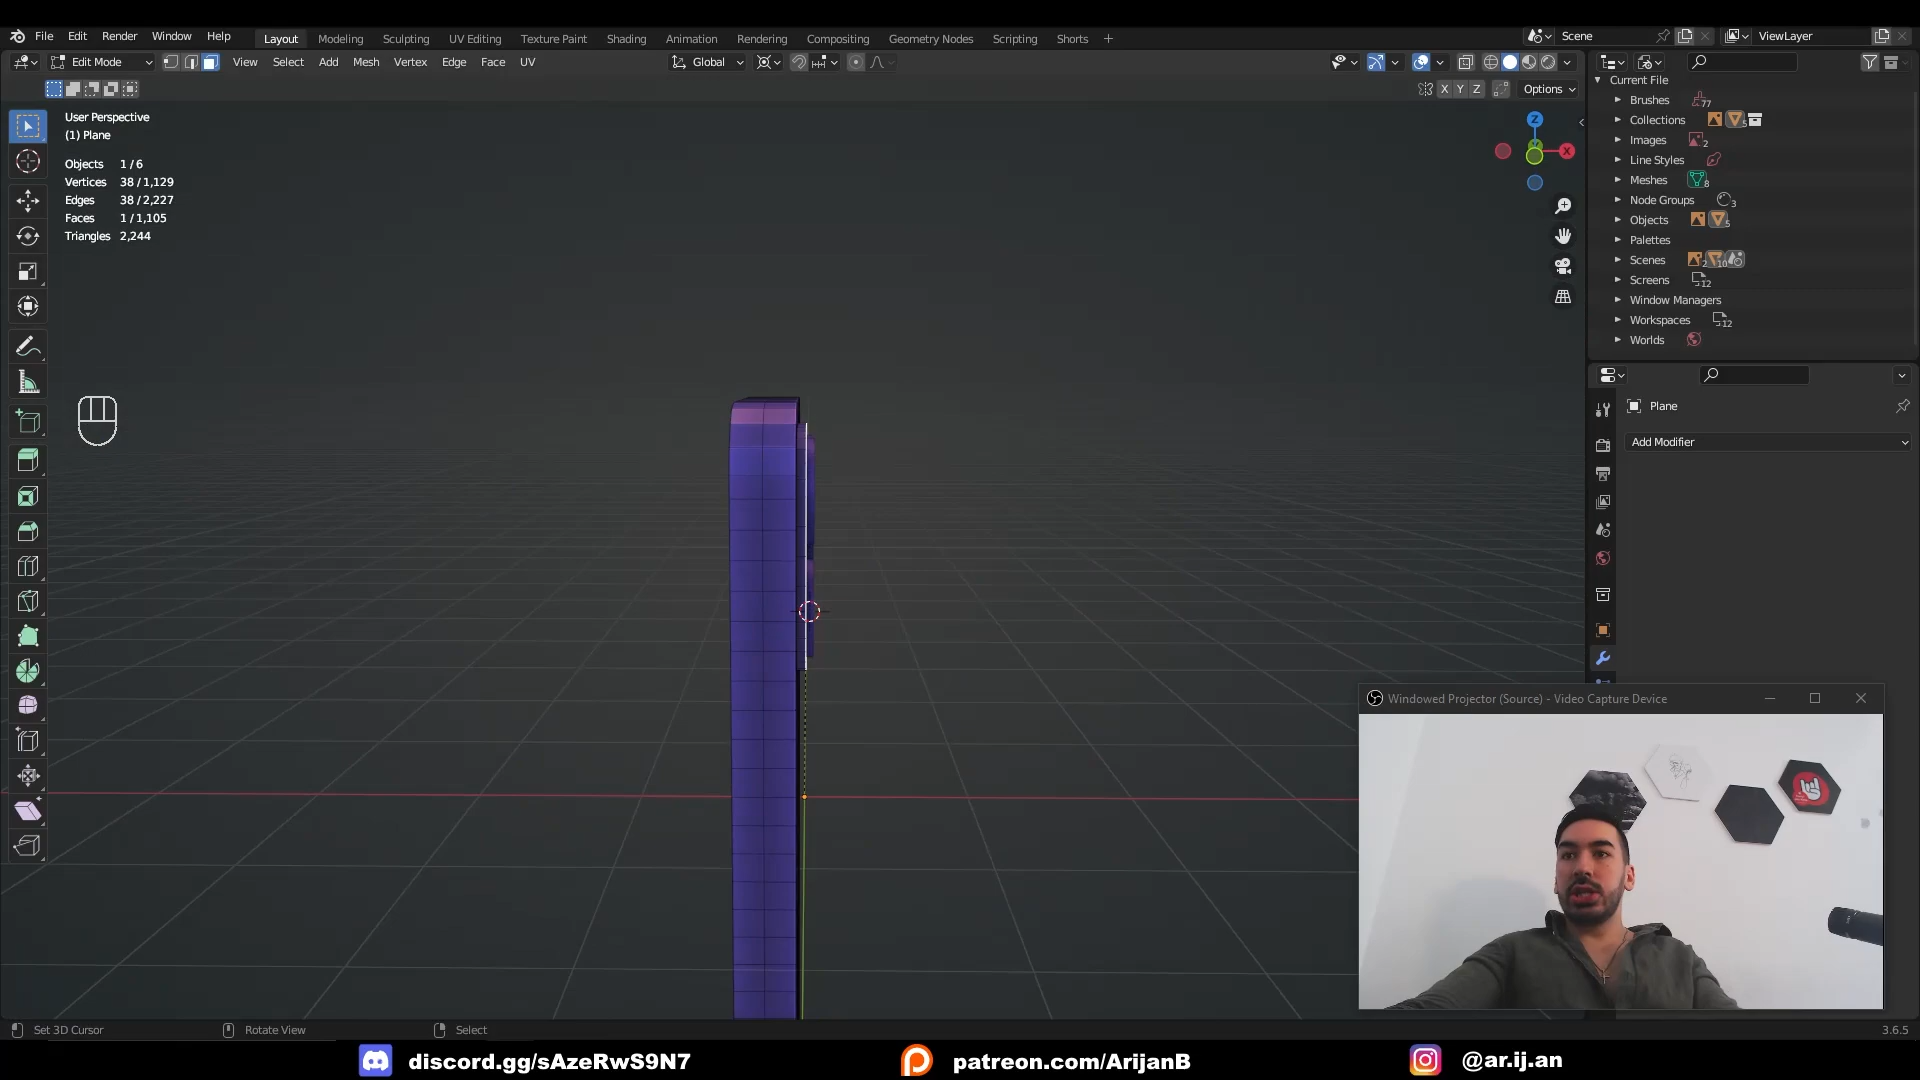 File Edit Render Window Help Layout Modeling Sculpting UV Editing Texture Paint Shading Animation Rendering Compositing Geometry Nodes Scripting Shorts + Scene ViewLayer
Edit Mode View Select Add Mesh Vertex Edge Face UV Global
X Y Z Options
User Perspective
(1) Plane
Objects 1/6
Vertices 38 / 1,129
Edges 38 / 2,227
Faces 1 / 1,105
Triangles 2,244
Z
X
Current File
Brushes 77
Collections 5
Images 2
Line Styles
Meshes 8
Node Groups 3
Objects 5
Palettes
Scenes 2 10
Screens 12
Window Managers
Workspaces 12
Worlds
Plane
Add Modifier
Windowed Projector (Source) - Video Capture Device
Set 3D Cursor Rotate View Select 3.6.5
discord.gg/sAzeRwS9N7 patreon.com/ArijanB @ar.ij.an